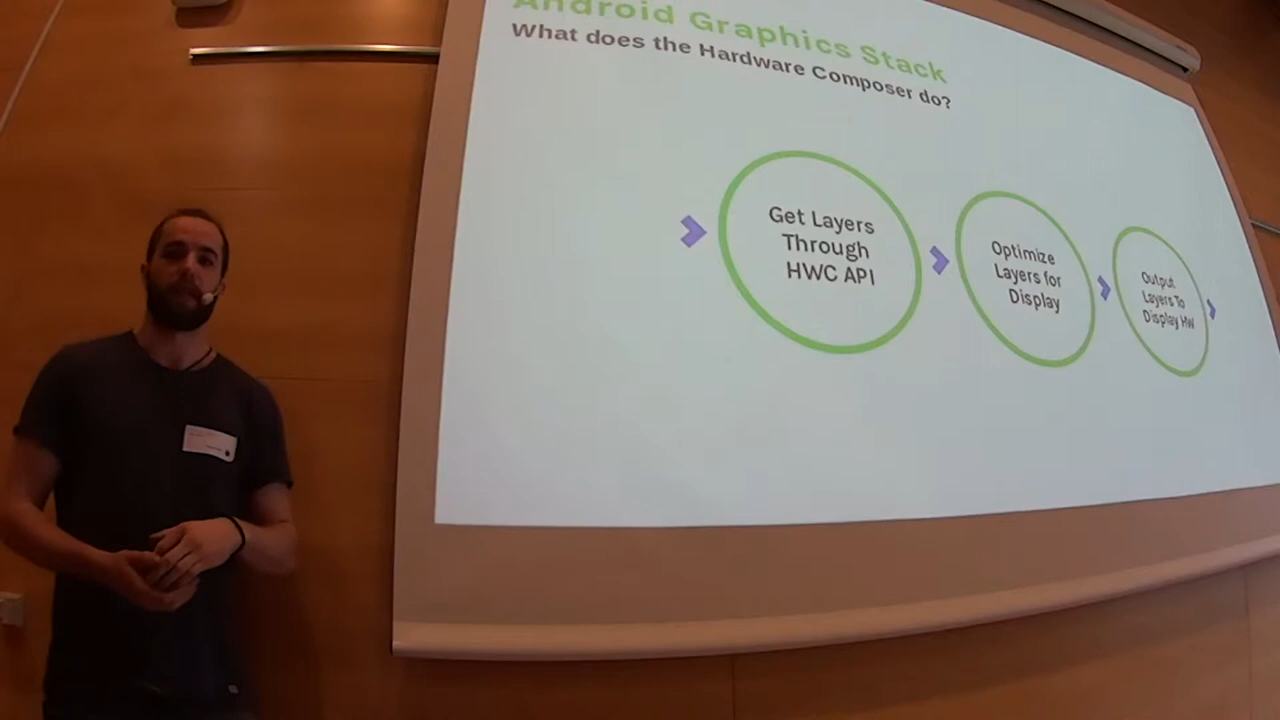 Android Graphics Stack
What does the Hardware Composer do?
Get Layers
Through
HWC API
Optimize
Layers for
Display
Output
Layers To
Display HW